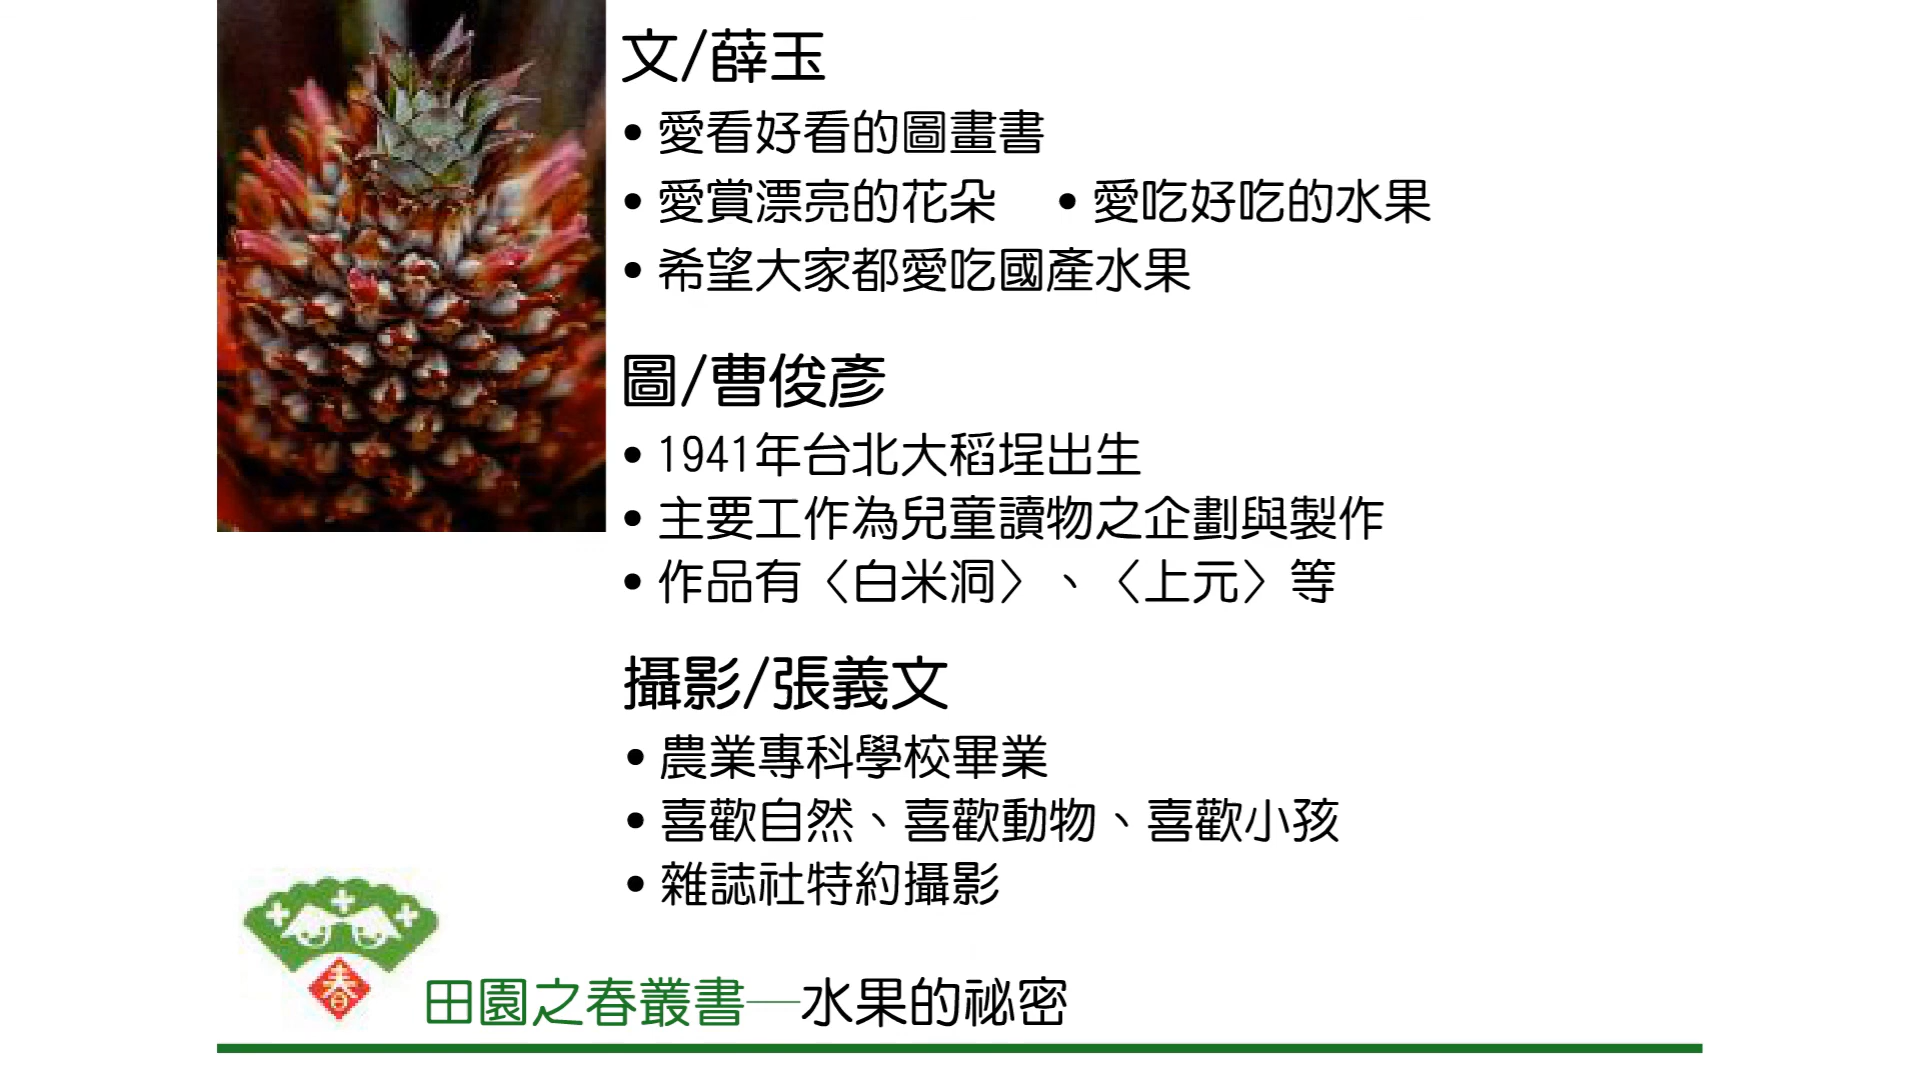 文/薛玉
•愛看好看的圖畫書
•愛賞漂亮的花朵 •愛吃好吃的水果
•希望大家都愛吃國產水果
圖/曹俊彥
•1941年台北大稻埕出生
•主要工作為兒童讀物之企劃與製作
•作品有〈白米洞〉、〈上元〉等
攝影/張義文
•農業專科學校畢業
•喜歡自然、喜歡動物、喜歡小孩
•雜誌社特約攝影
春
田園之春叢書—水果的祕密